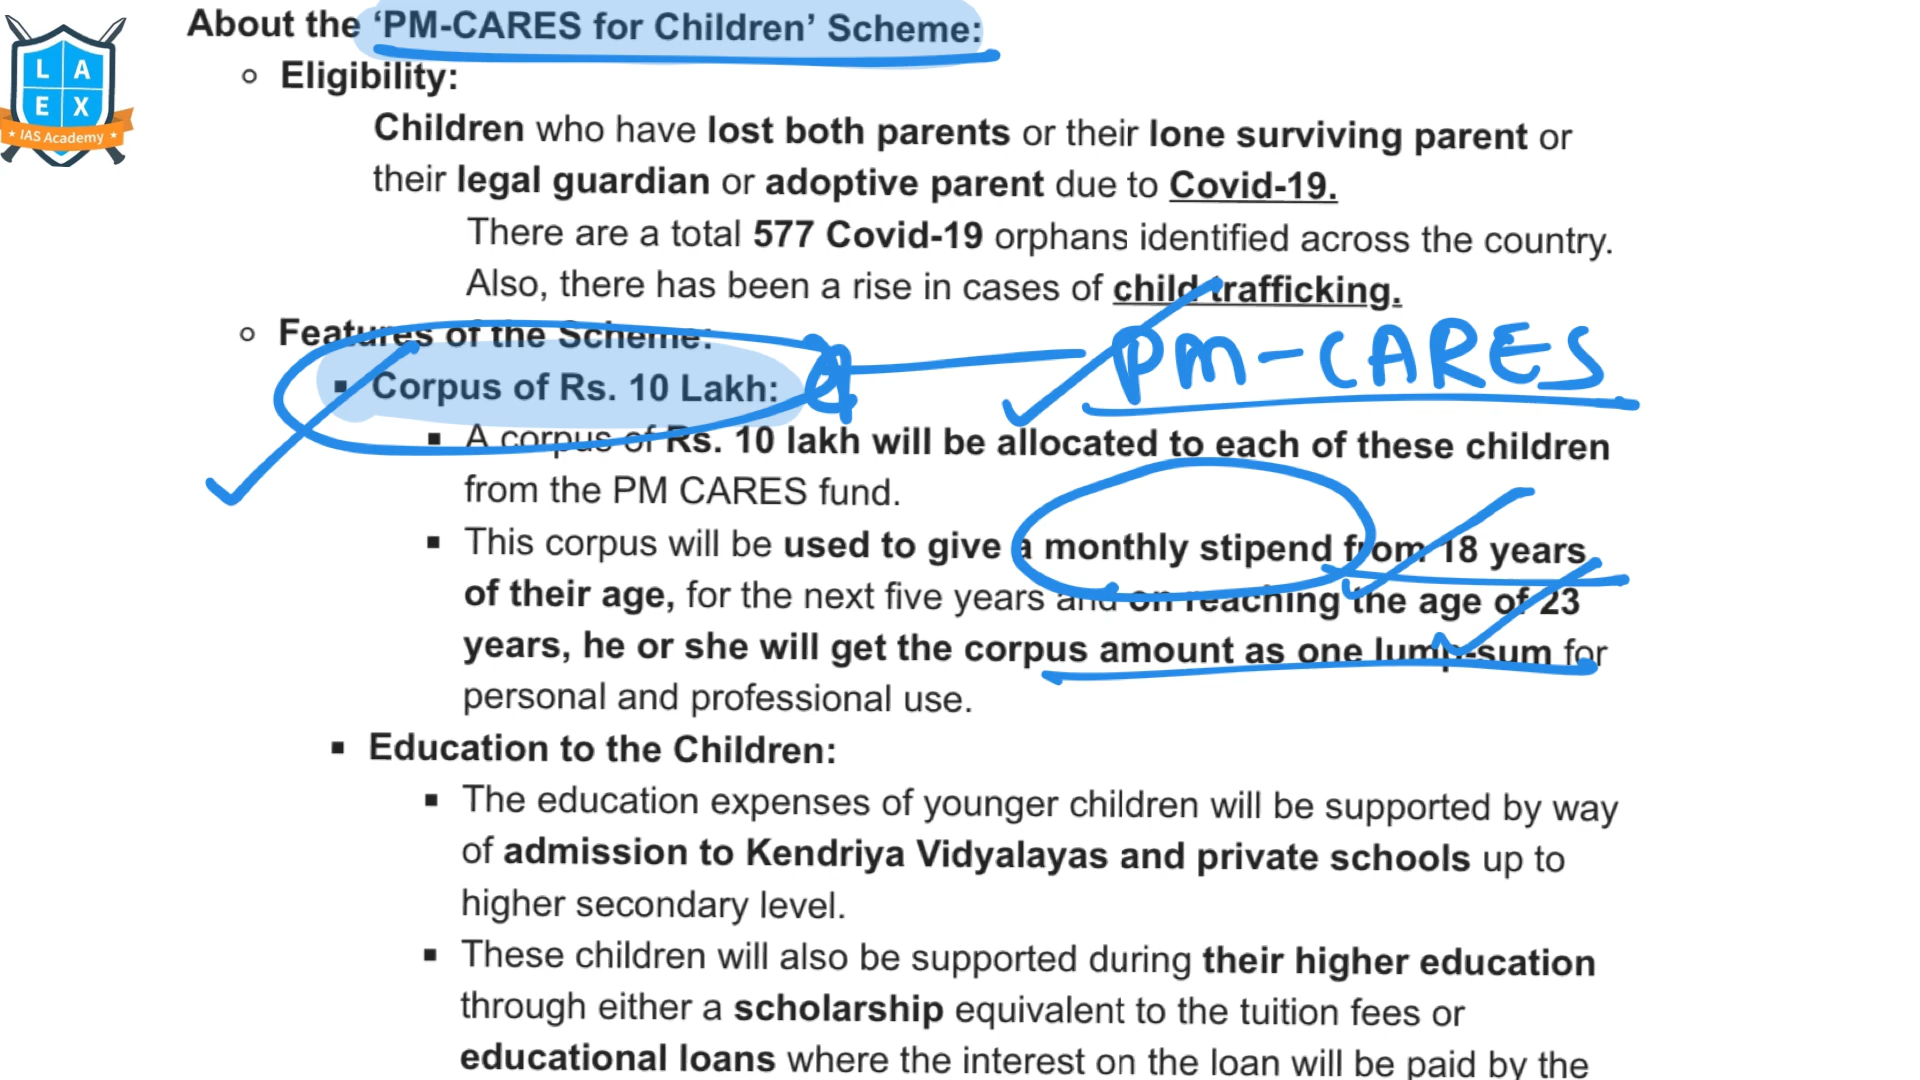 L A
E X
IAS Academy
About the ‘PM-CARES for Children’ Scheme:
Eligibility:
Children who have lost both parents or their lone surviving parent or
their legal guardian or adoptive parent due to Covid-19.
There are a total 577 Covid-19 orphans identified across the country.
Also, there has been a rise in cases of child trafficking.
Features of the Scheme:
PM-CARES
Corpus of Rs. 10 Lakh:
A corpus of Rs. 10 lakh will be allocated to each of these children
from the PM CARES fund.
This corpus will be used to give a monthly stipend from 18 years
of their age, for the next five years and on reaching the age of 23
years, he or she will get the corpus amount as one lump-sum for
personal and professional use.
Education to the Children:
The education expenses of younger children will be supported by way
of admission to Kendriya Vidyalayas and private schools up to
higher secondary level.
These children will also be supported during their higher education
through either a scholarship equivalent to the tuition fees or
educational loans where the interest on the loan will be paid by the